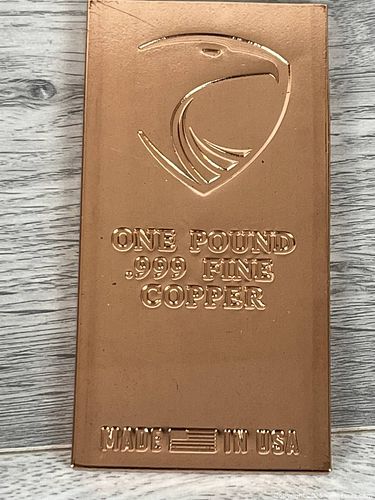 ONE POUND
.999 FINE
COPPER
MADE IN USA